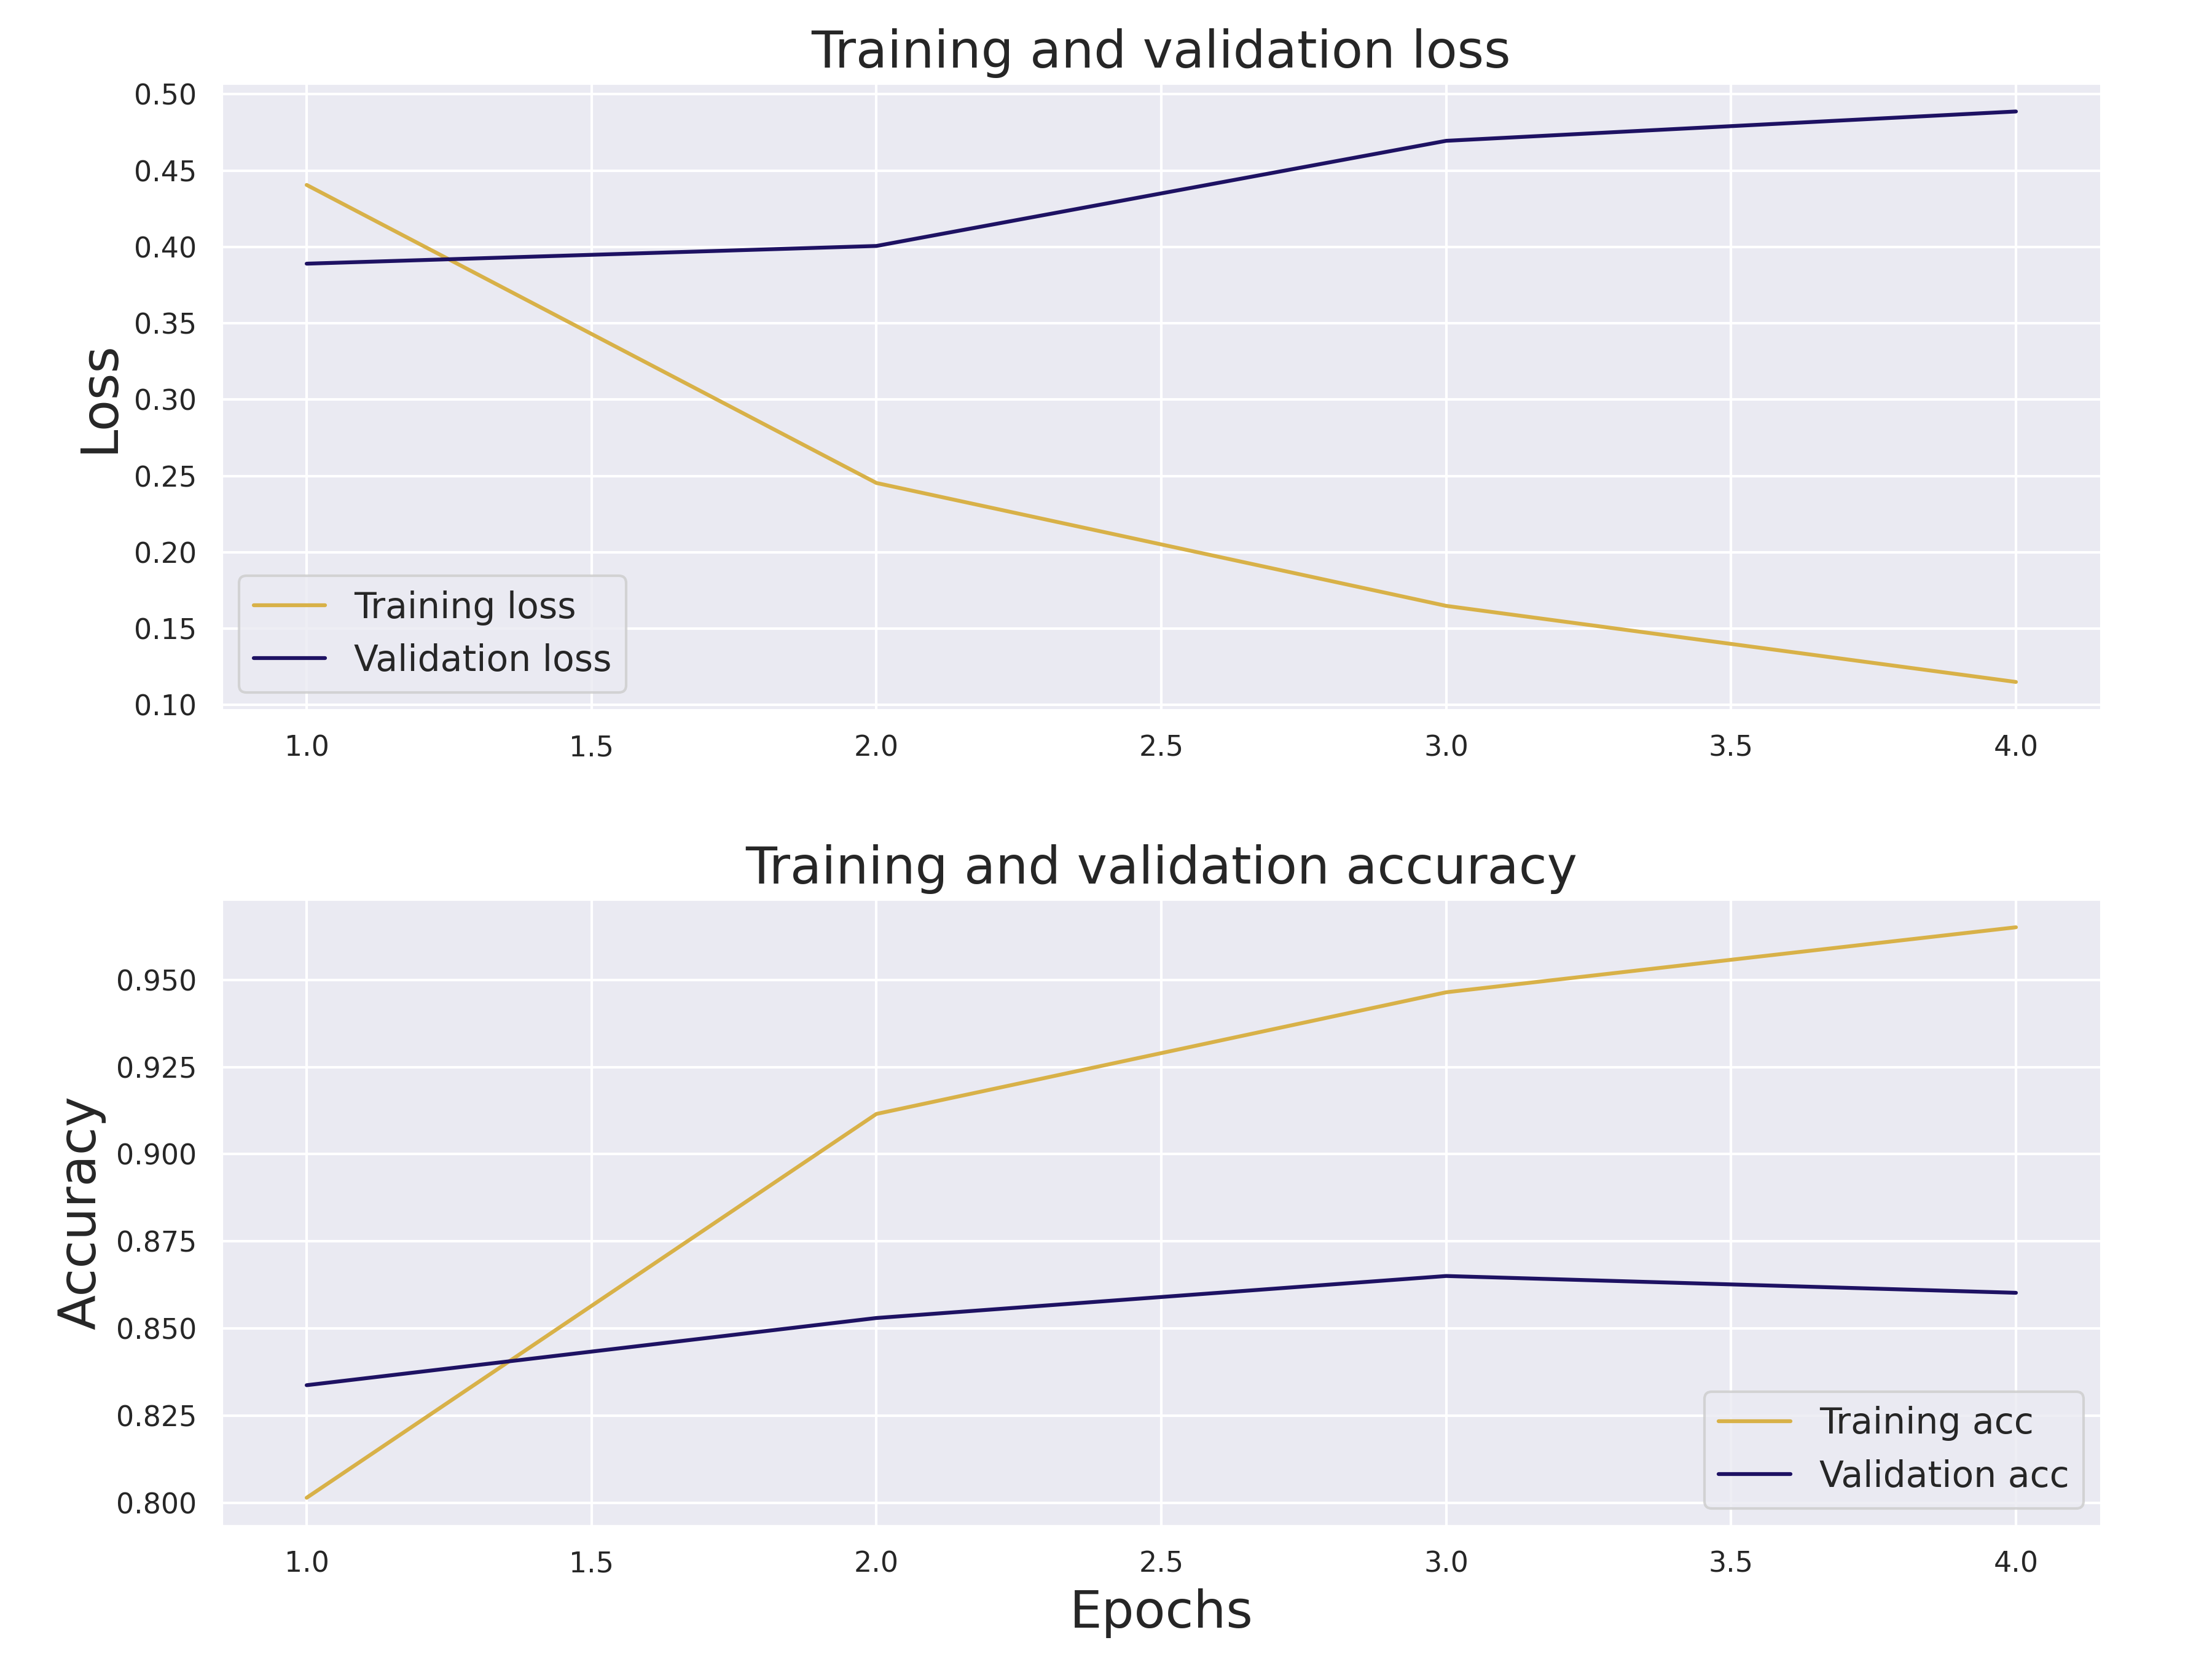 Training and validation loss
0.50
0.45
0.40
0.35
0.30
0.25
0.20
0.15
0.10
Loss
Training loss
Validation loss
1.0 1.5 2.0 2.5 3.0 3.5 4.0
Training and validation accuracy
0.950
0.925
0.900
0.875
0.850
0.825
0.800
Accuracy
Training acc
Validation acc
1.0 1.5 2.0 2.5 3.0 3.5 4.0
Epochs